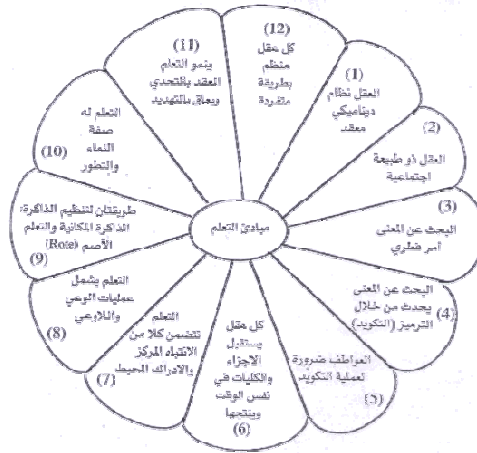 مبادئ التعلم
(1)
العقل نظام
ديناميكي
معقد
(2)
العقل ذو طبيعة
اجتماعية
(3)
البحث عن المعنى
أمر فطري
(4)
البحث عن المعنى
يحدث من خلال
الترميز (التكويد)
(5)
العواطف ضرورة
لعملية التكويد
(6)
كل عقل
يستقبل
الأجزاء
والكليات في
نفس الوقت
وينتجها
(7)
التعلم
تتضمن كلا من
الانتباه المركز
والإدراك المحيط
(8)
التعلم يشمل
عمليات الوعي
واللاوعي
(9)
طريقتان لتنظيم الذاكرة:
الذكرة المكانية والتعلم
الأصم (Rote)
(10)
التعلم له
صفة
النماء
والتطور
(11)
ينمو التعلم
المعقد بالتحدي
ويعاق بالتهديد
(12)
كل عقل
منظم
بطريقة
متفردة